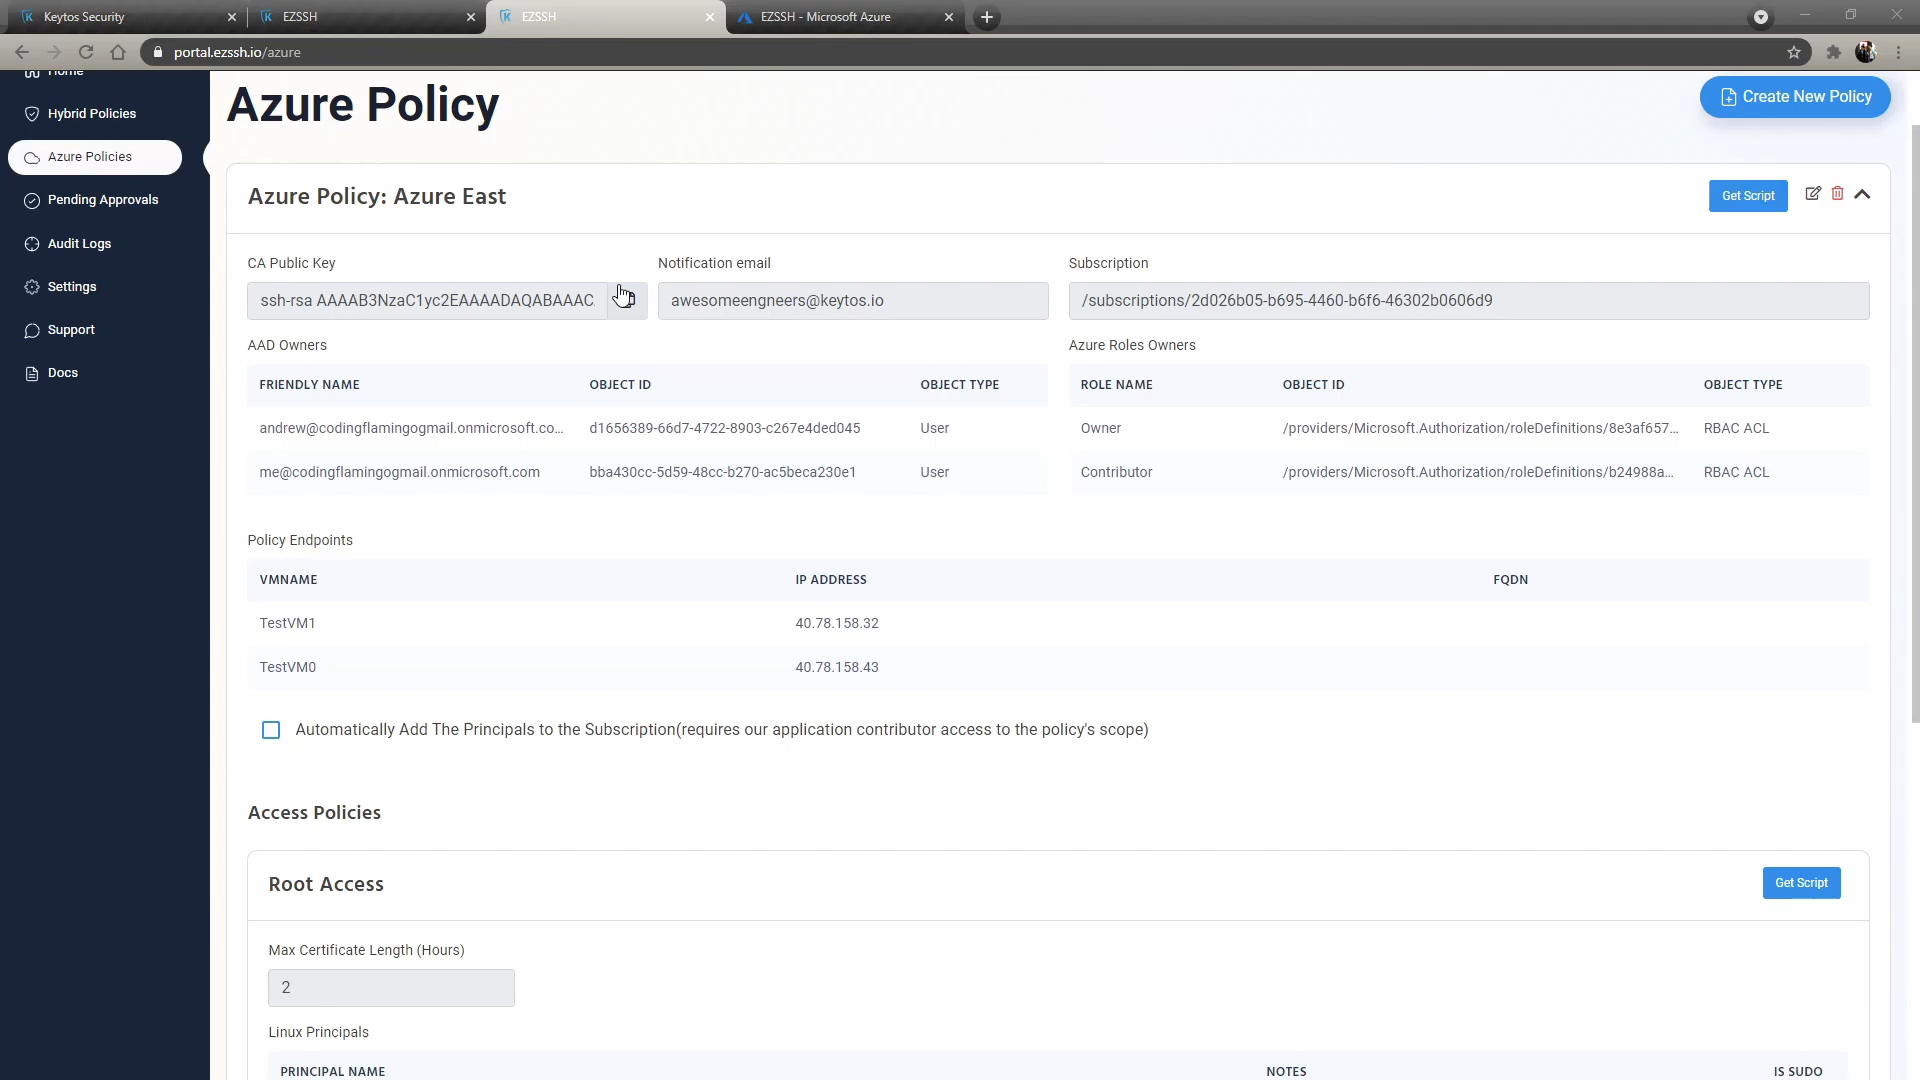 Keytos Security
EZSSH
EZSSH
EZSSH - Microsoft Azure
portal.ezssh.io/azure
Home
Hybrid Policies
Azure Policies
Pending Approvals
Audit Logs
Settings
Support
Docs
Azure Policy
Create New Policy
Azure Policy: Azure East
Get Script
CA Public Key
Notification email
Subscription
ssh-rsa AAAAB3NzaC1yc2EAAAADAQABAAAC
awesomeengneers@keytos.io
/subscriptions/2d026b05-b695-4460-b6f6-46302b0606d9
AAD Owners
Azure Roles Owners
FRIENDLY NAME OBJECT ID OBJECT TYPE
ROLE NAME OBJECT ID OBJECT TYPE
andrew@codingflamingogmail.onmicrosoft.co... d1656389-66d7-4722-8903-c267e4ded045 User
Owner /providers/Microsoft.Authorization/roleDefinitions/8e3af657... RBAC ACL
me@codingflamingogmail.onmicrosoft.com bba430cc-5d59-48cc-b270-ac5beca230e1 User
Contributor /providers/Microsoft.Authorization/roleDefinitions/b24988a... RBAC ACL
Policy Endpoints
VMNAME IP ADDRESS FQDN
TestVM1 40.78.158.32
TestVM0 40.78.158.43
Automatically Add The Principals to the Subscription(requires our application contributor access to the policy's scope)
Access Policies
Root Access
Get Script
Max Certificate Length (Hours)
2
Linux Principals
PRINCIPAL NAME NOTES IS SUDO